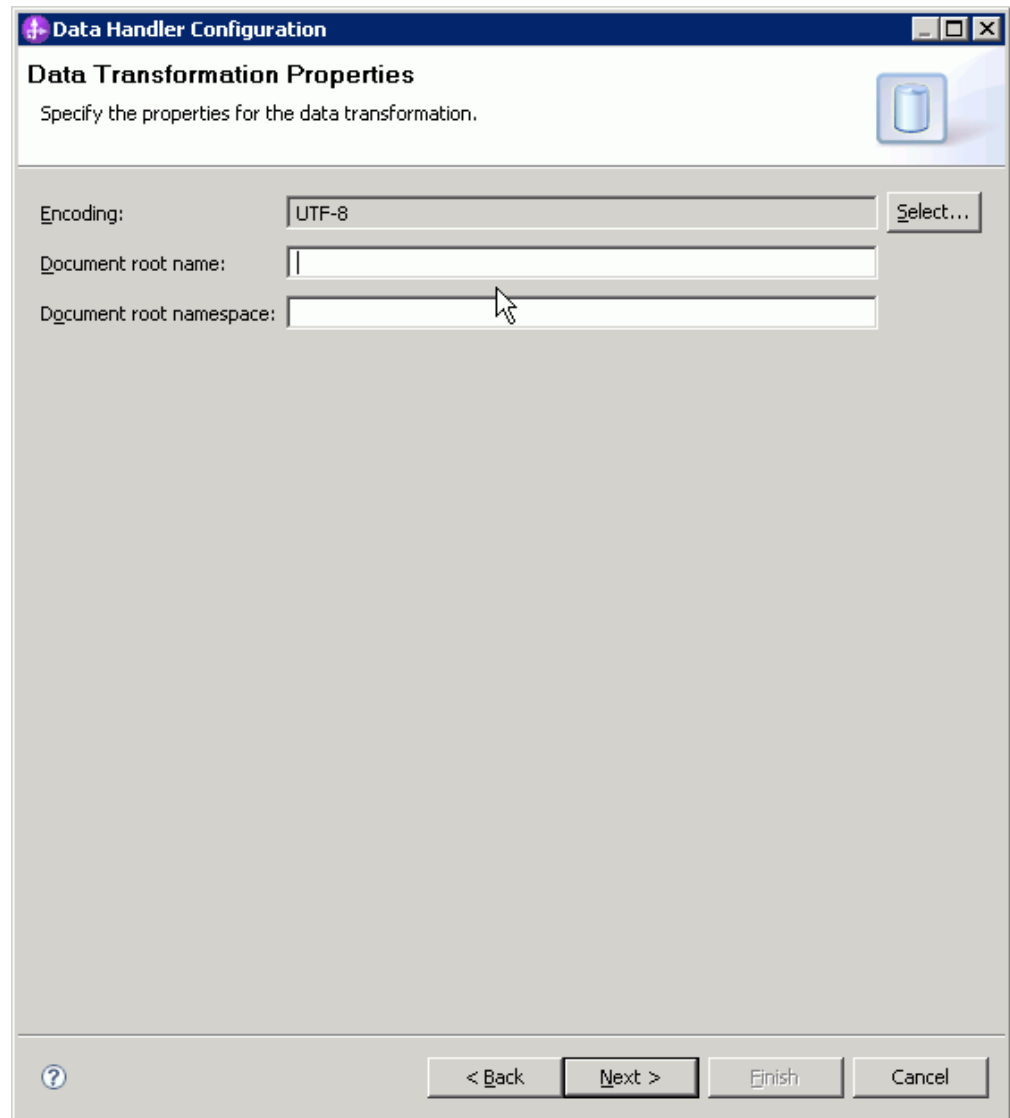 Data Handler Configuration
Data Transformation Properties
Specify the properties for the data transformation.
Encoding: UTF-8 Select...
Document root name:
Document root namespace:
< Back Next > Finish Cancel